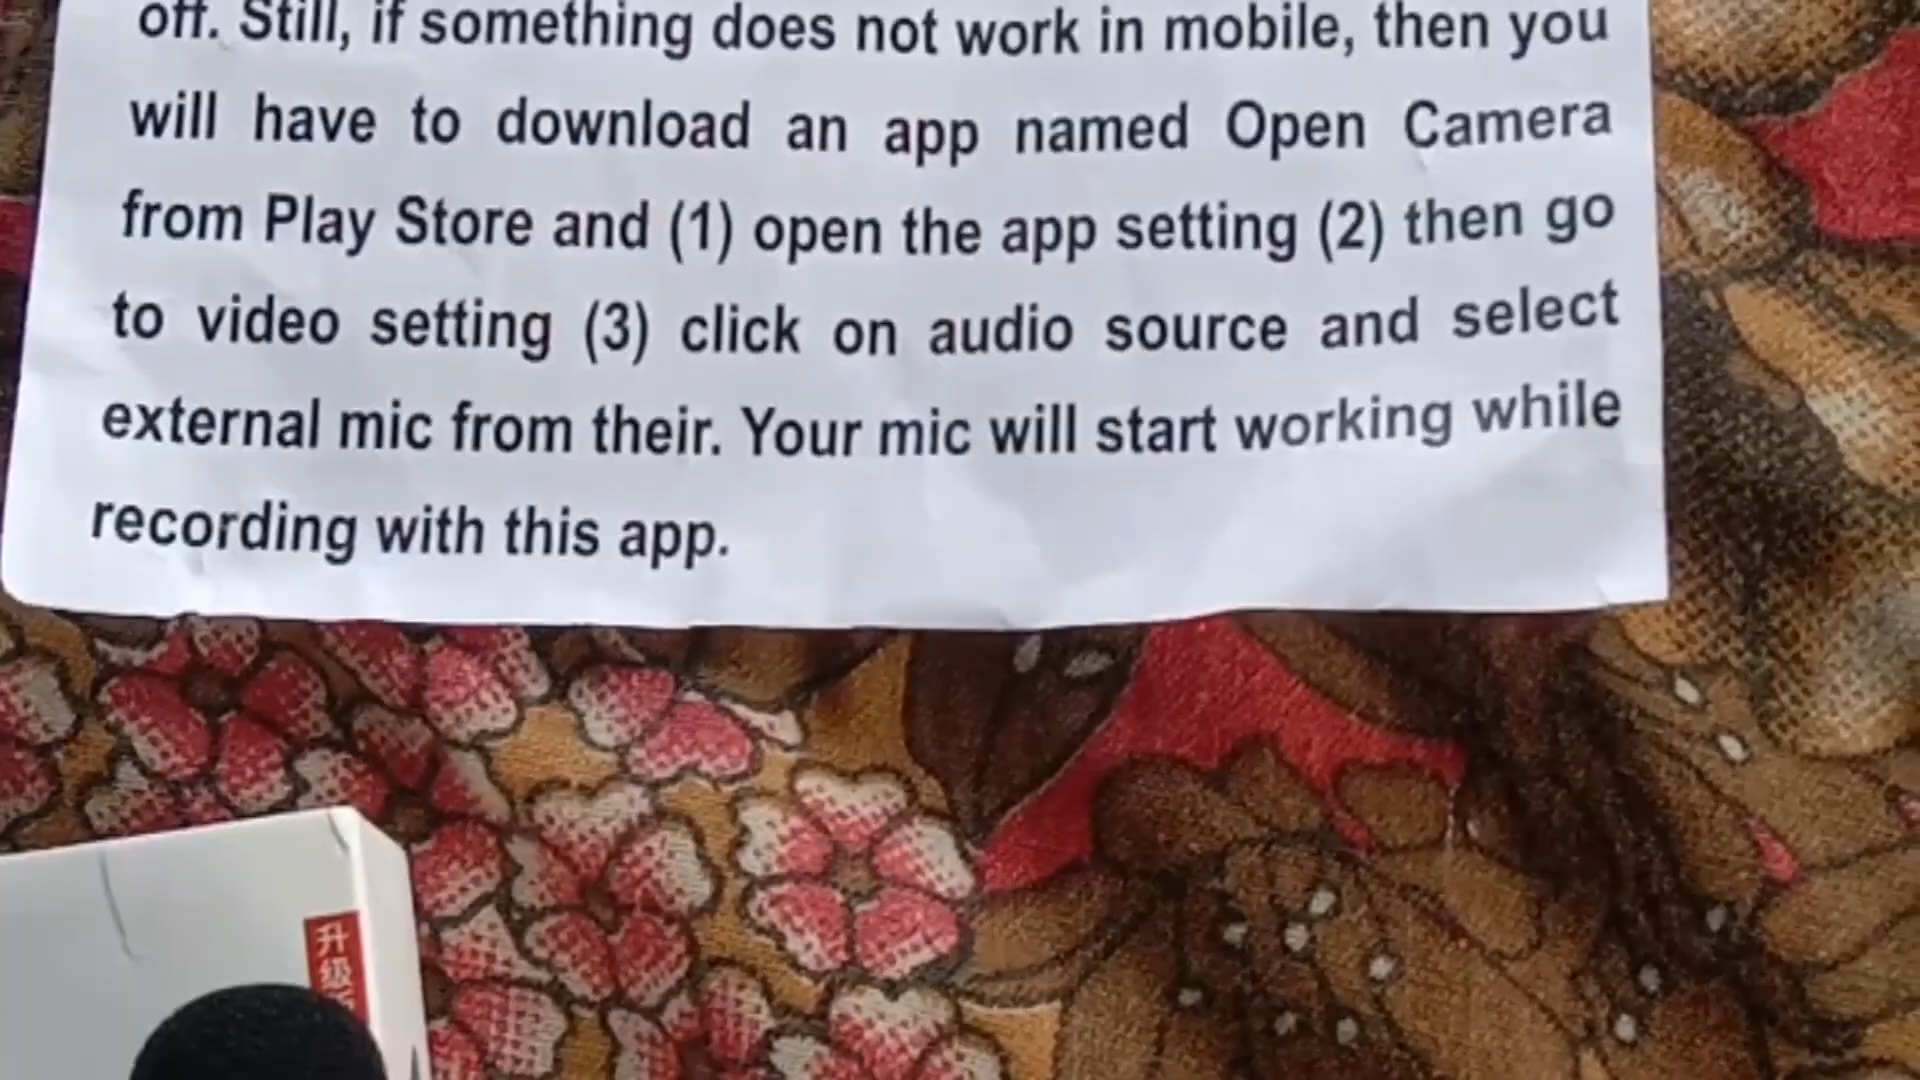 off. Still, if something does not work in mobile, then you
will have to download an app named Open Camera
from Play Store and (1) open the app setting (2) then go
to video setting (3) click on audio source and select
external mic from their. Your mic will start working while
recording with this app.
升级